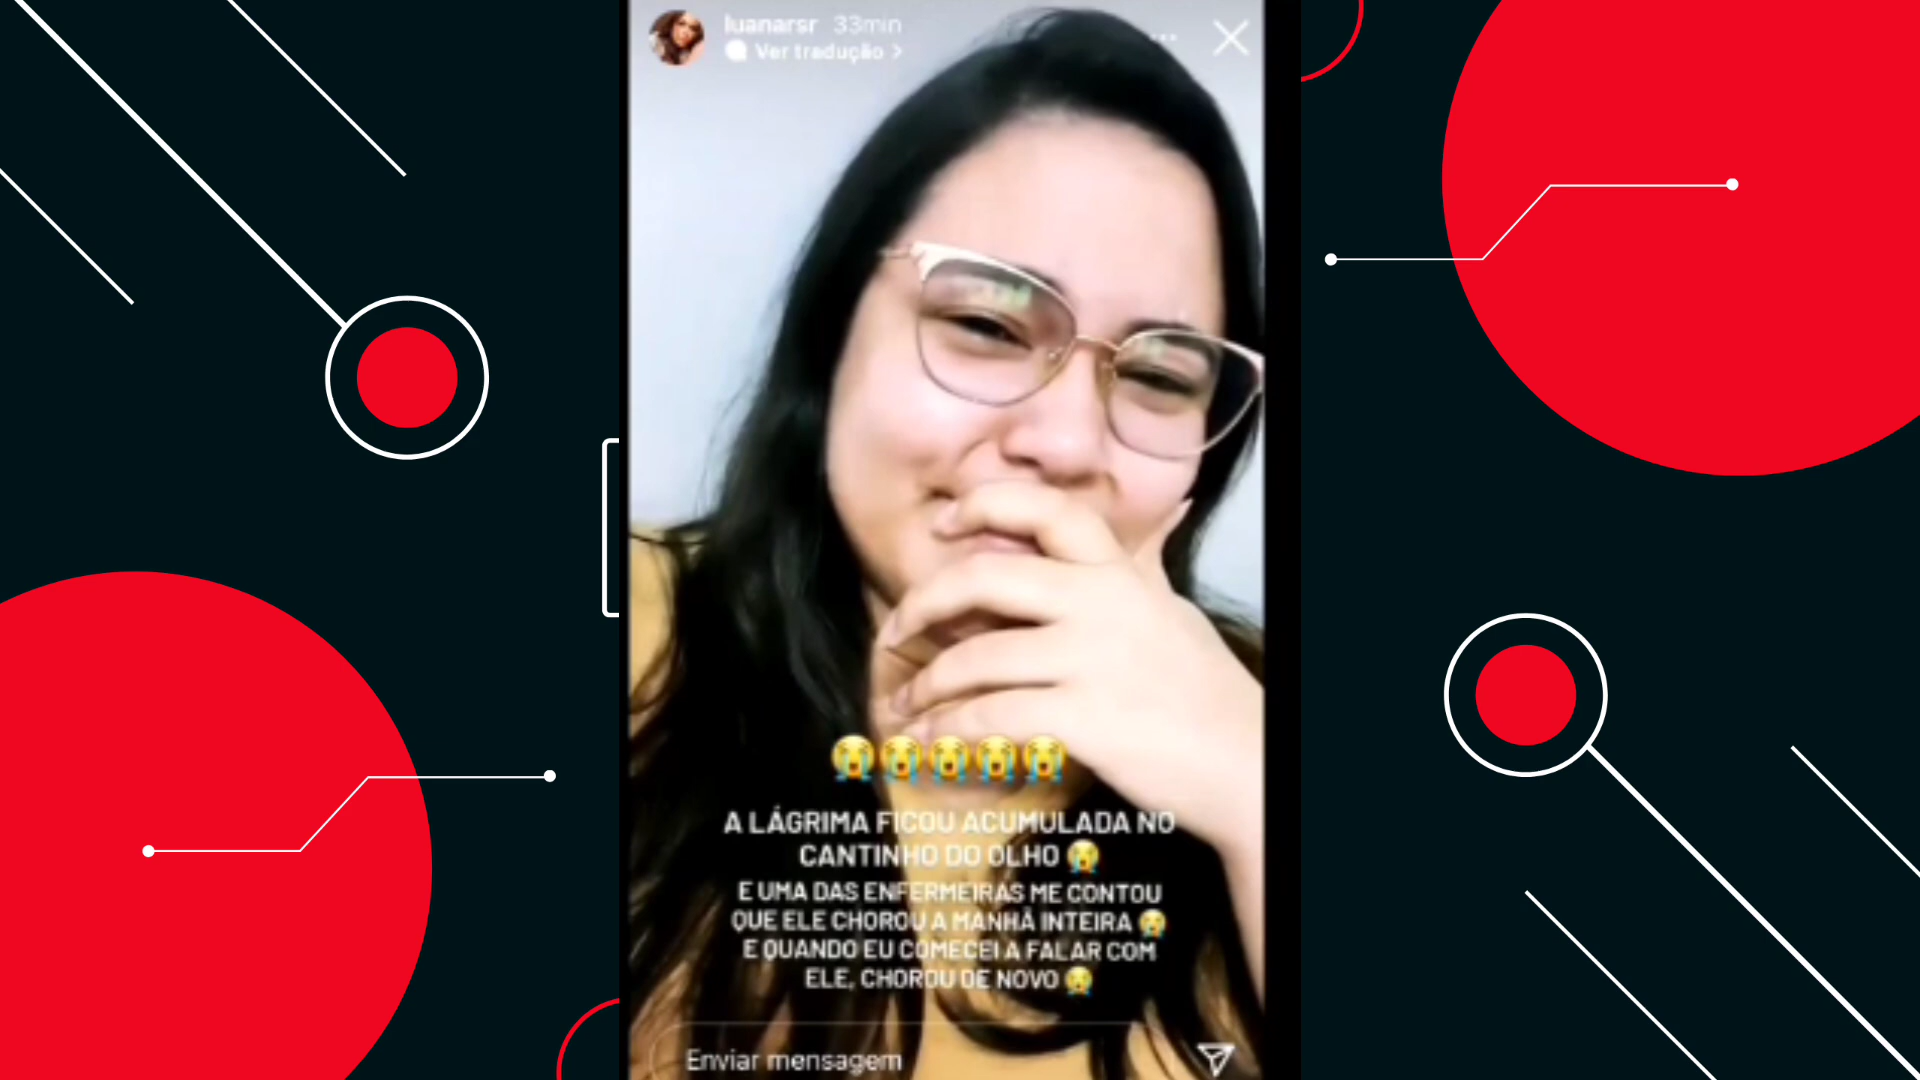 luanarsr 33min
Ver tradução >
A LÁGRIMA FICOU ACUMULADA NO
CANTINHO DO OLHO 😭
E UMA DAS ENFERMEIRAS ME CONTOU
QUE ELE CHOROU A MANHÃ INTEIRA 😭
E QUANDO EU COMECEI A FALAR COM
ELE, CHOROU DE NOVO 😭
Enviar mensagem